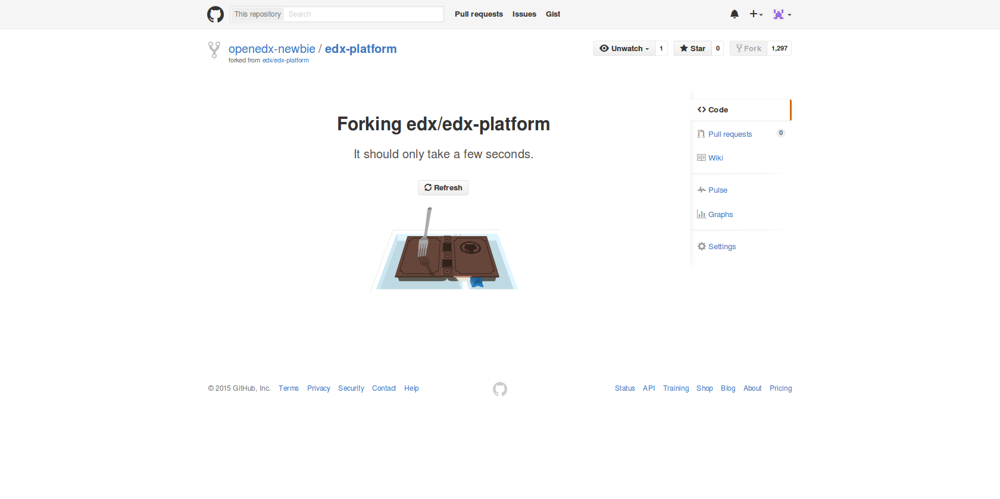 This repository Search Pull requests Issues Gist
openedx-newbie / edx-platform
forked from edx/edx-platform
Unwatch 1 Star 0 Fork 1,297
Forking edx/edx-platform
It should only take a few seconds.
Refresh
Code
Pull requests 0
Wiki
Pulse
Graphs
Settings
© 2015 GitHub, Inc. Terms Privacy Security Contact Help Status API Training Shop Blog About Pricing